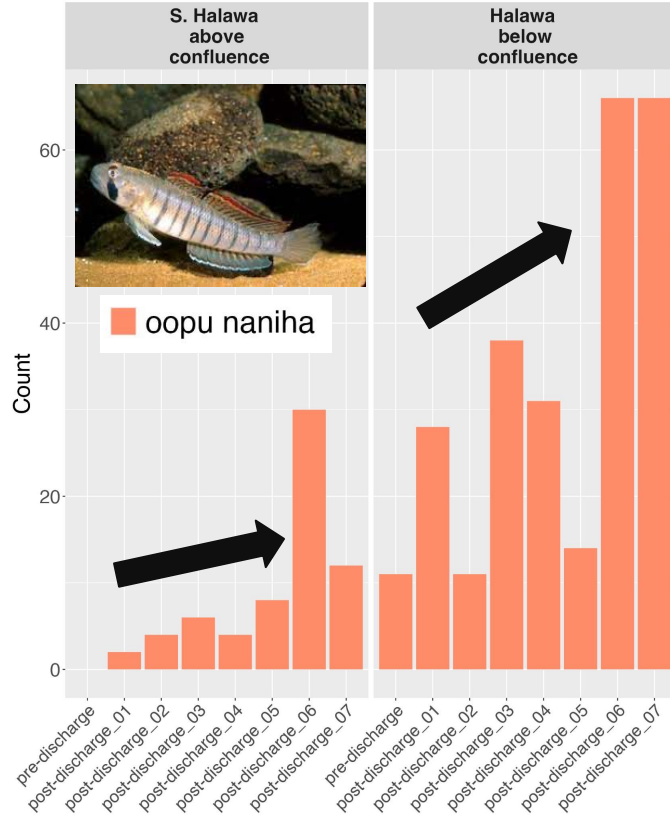 S. Halawa
above
confluence
Halawa
below
confluence
60
40
20
0
Count
oopu naniha
pre-discharge
post-discharge_01
post-discharge_02
post-discharge_03
post-discharge_04
post-discharge_05
post-discharge_06
post-discharge_07
pre-discharge
post-discharge_01
post-discharge_02
post-discharge_03
post-discharge_04
post-discharge_05
post-discharge_06
post-discharge_07